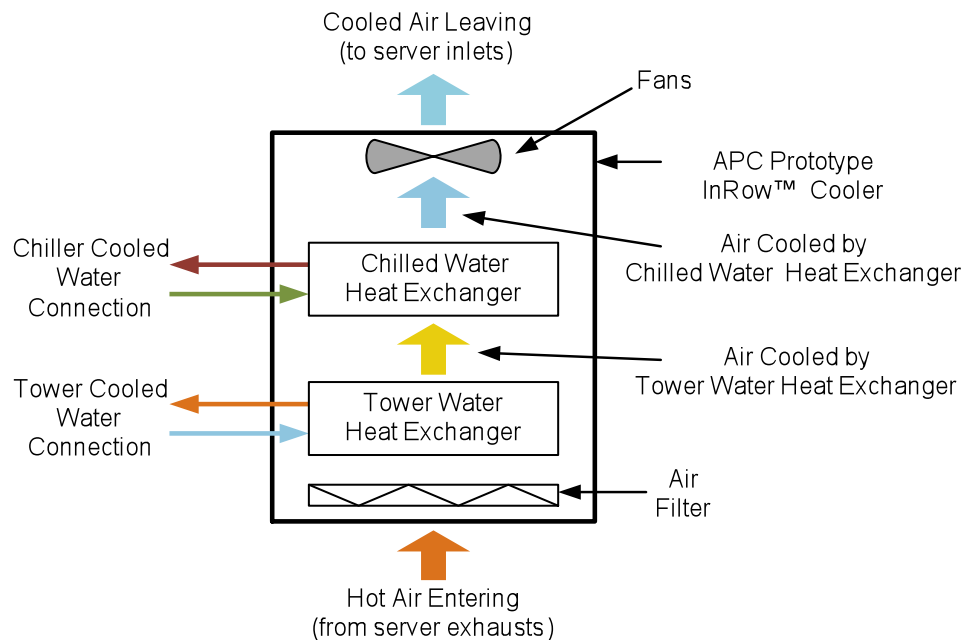 Cooled Air Leaving
(to server inlets)
Fans
APC Prototype
InRow™ Cooler
Chiller Cooled
Water
Connection
Chilled Water
Heat Exchanger
Air Cooled by
Chilled Water Heat Exchanger
Tower Cooled
Water
Connection
Tower Water
Heat Exchanger
Air Cooled by
Tower Water Heat Exchanger
Air
Filter
Hot Air Entering
(from server exhausts)